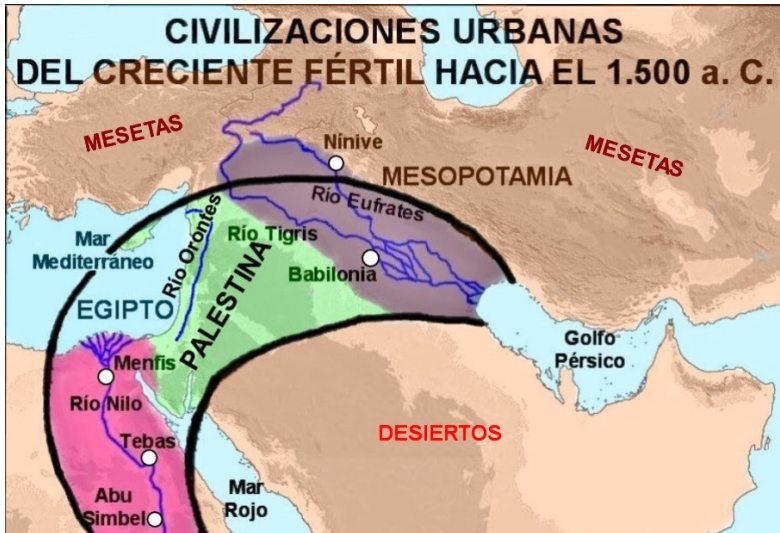 CIVILIZACIONES URBANAS
DEL CRECIENTE FÉRTIL HACIA EL 1.500 a. C.
MESETAS
Nínive
MESETAS
MESOPOTAMIA
Río Eufrates
Río Orontes
Río Tigris
Mar
Mediterráneo
Babilonia
PALESTINA
EGIPTO
Golfo
Pérsico
Menfis
Río Nilo
Tebas
DESIERTOS
Abu
Simbel
Mar
Rojo